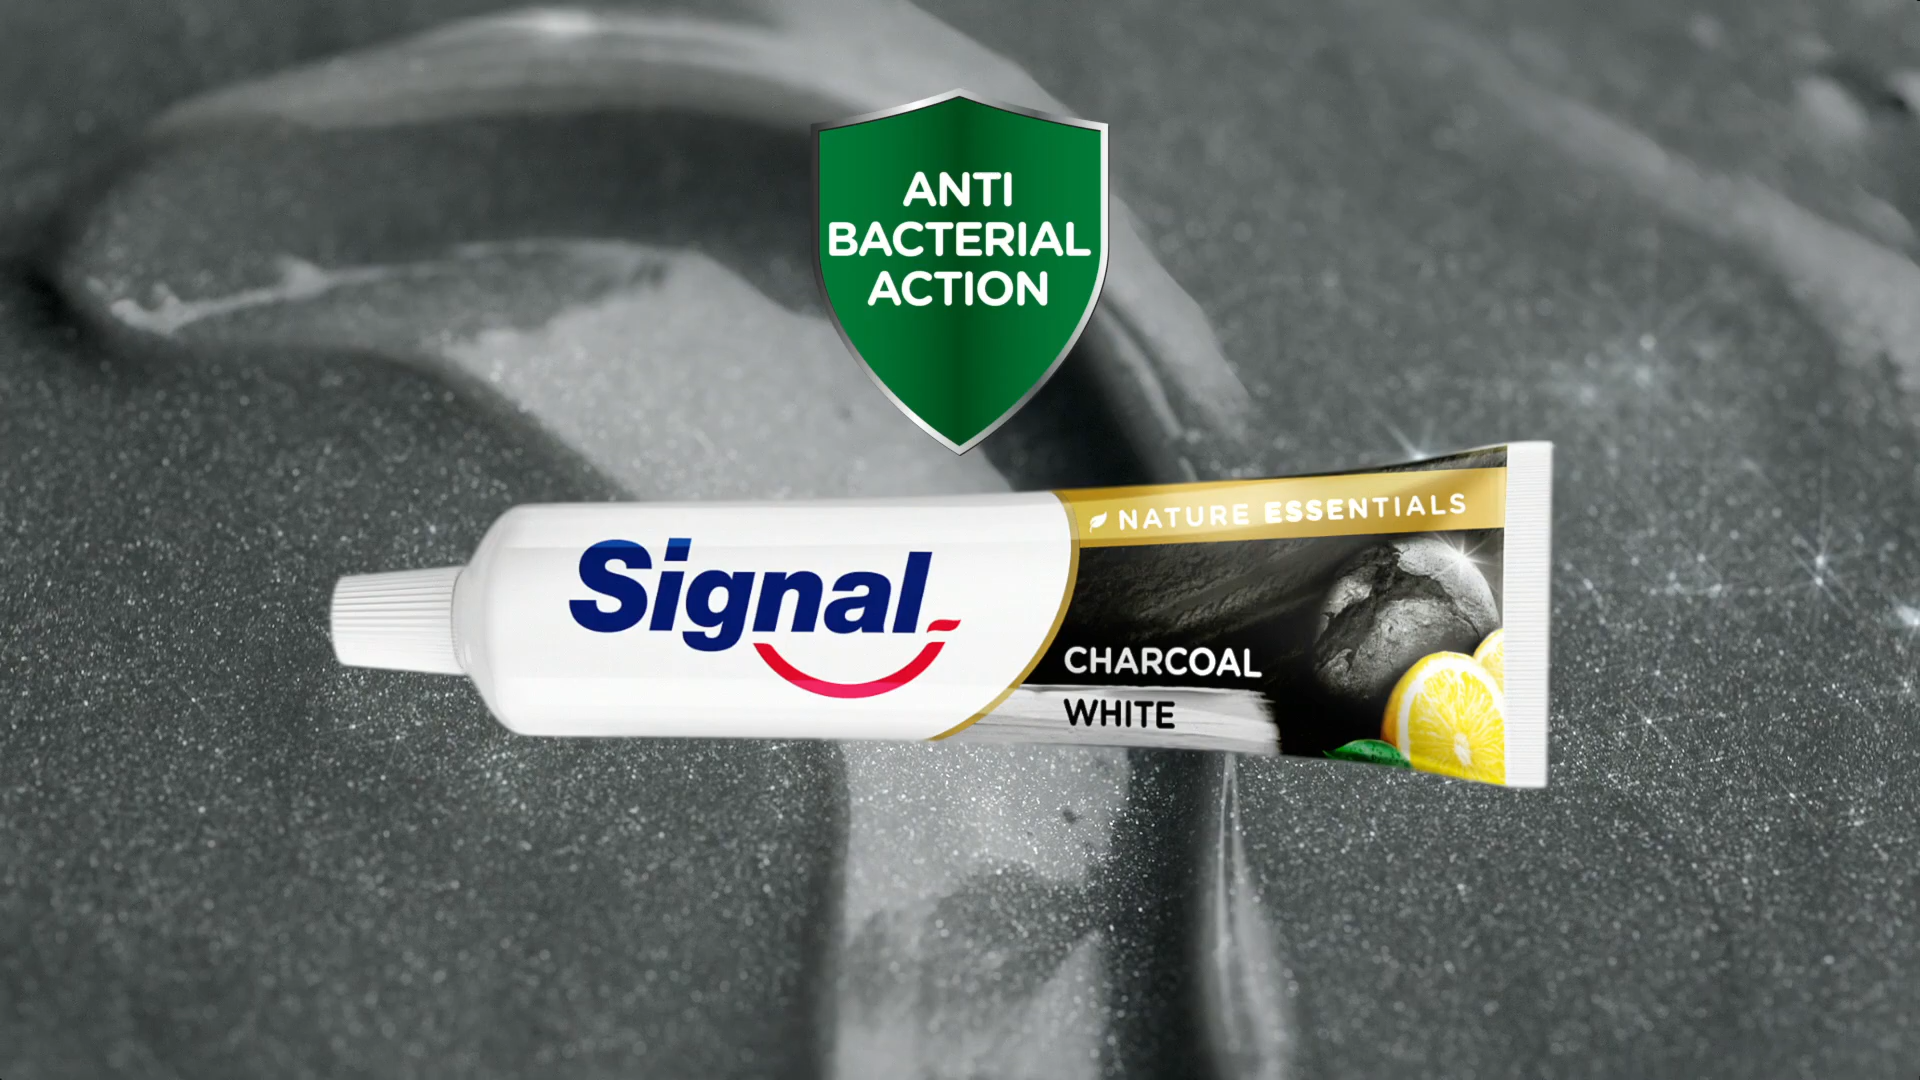 ANTI
BACTERIAL
ACTION
NATURE ESSENTIALS
Signal
CHARCOAL
WHITE